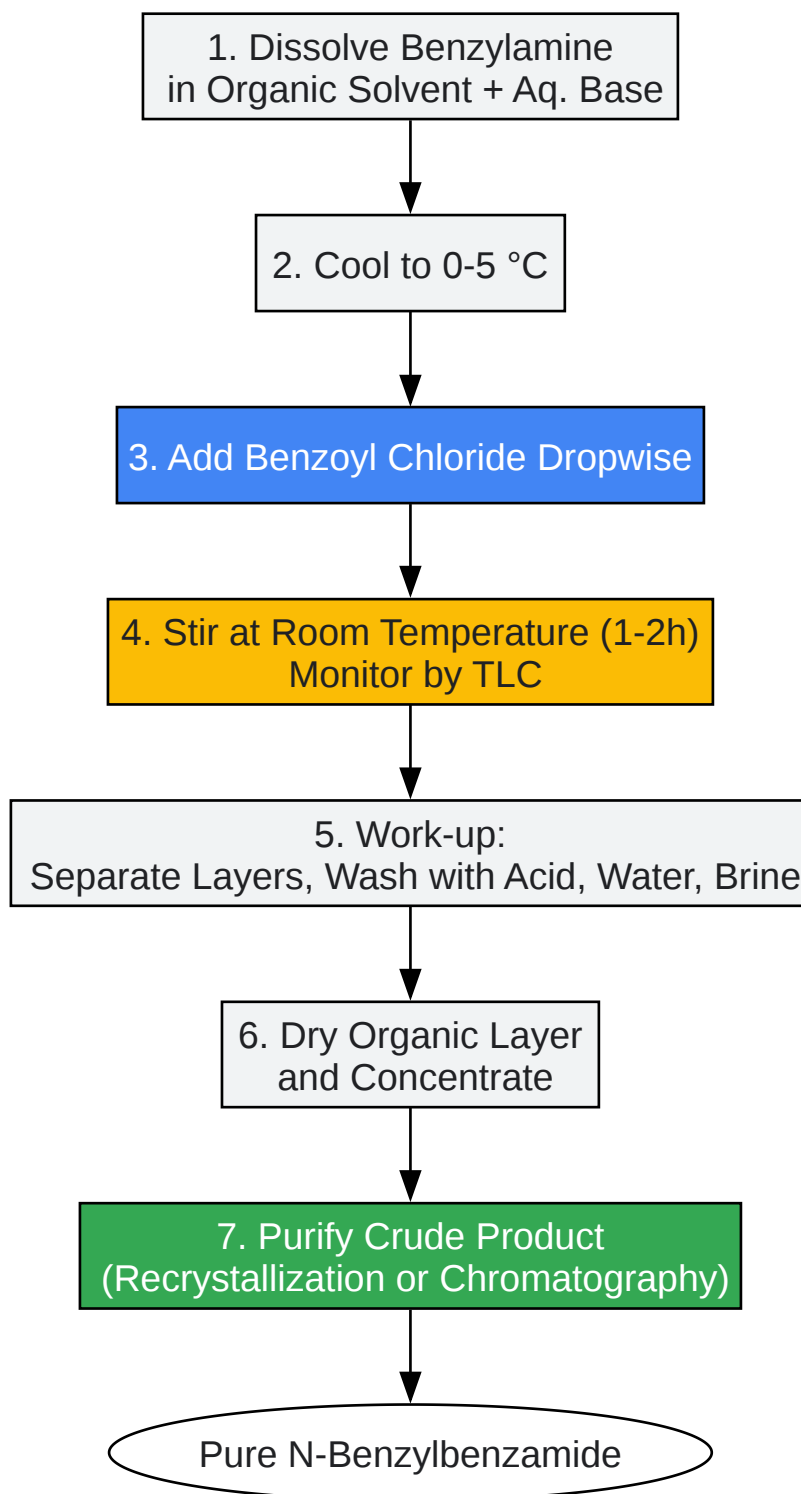 1. Dissolve Benzylamine
in Organic Solvent + Aq. Base
2. Cool to 0-5 °C
3. Add Benzoyl Chloride Dropwise
4. Stir at Room Temperature (1-2h)
Monitor by TLC
5. Work-up:
Separate Layers, Wash with Acid, Water, Brine
6. Dry Organic Layer
and Concentrate
7. Purify Crude Product
(Recrystallization or Chromatography)
Pure N-Benzylbenzamide